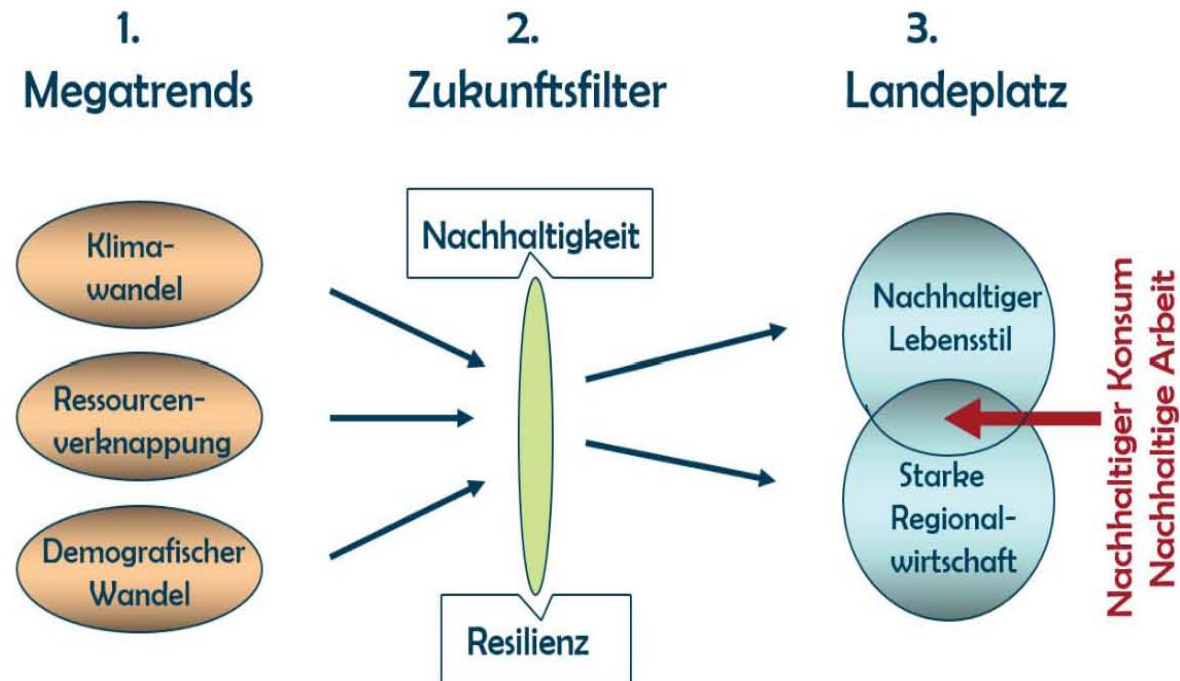 1.
Megatrends
2.
Zukunftsfilter
3.
Landeplatz
Klima-
wandel
Ressourcen-
verknappung
Demografischer
Wandel
Nachhaltigkeit
Resilienz
Nachhaltiger
Lebensstil
Starke
Regional-
wirtschaft
Nachhaltiger Konsum
Nachhaltige Arbeit